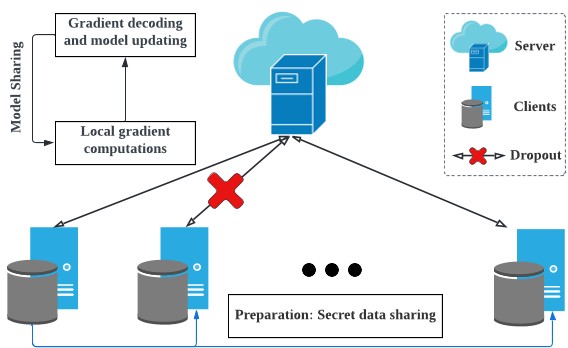 Gradient decoding
and model updating
Model Sharing
Local gradient
computations
Server
Clients
Dropout
Preparation: Secret data sharing